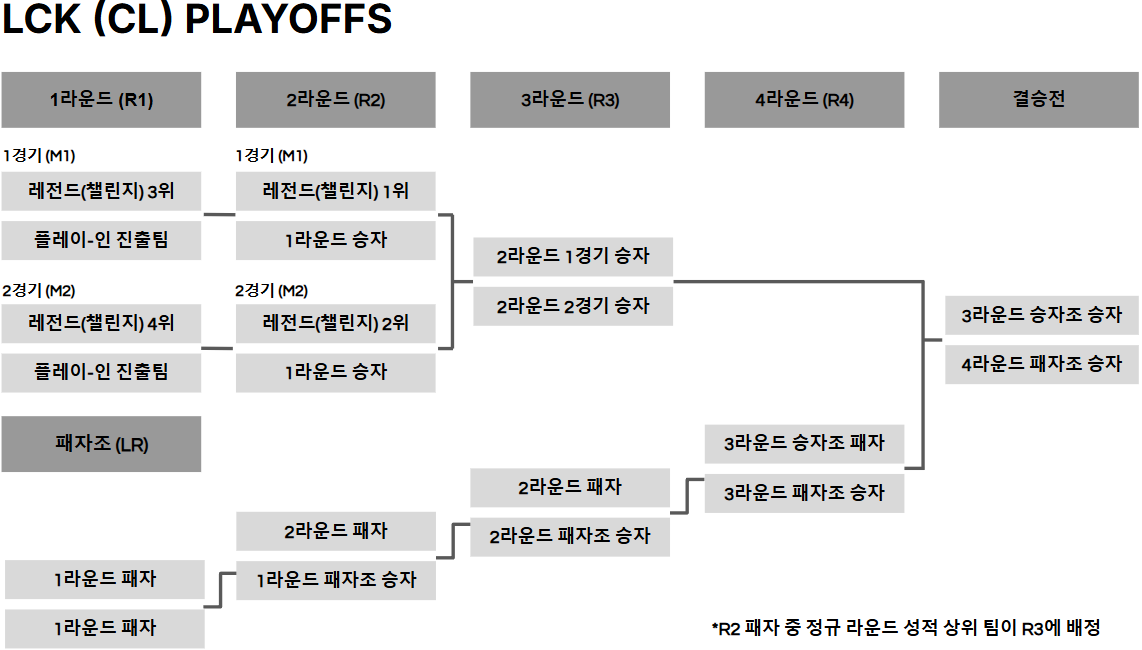 LCK (CL) PLAYOFFS
1라운드 (R1)
2라운드 (R2)
3라운드 (R3)
4라운드 (R4)
결승전
1경기 (M1)
레전드(챌린지) 3위
플레이-인 진출팀
2경기 (M2)
레전드(챌린지) 4위
플레이-인 진출팀
1경기 (M1)
레전드(챌린지) 1위
1라운드 승자
2경기 (M2)
레전드(챌린지) 2위
1라운드 승자
2라운드 1경기 승자
2라운드 2경기 승자
3라운드 승자조 승자
4라운드 패자조 승자
패자조 (LR)
1라운드 패자
1라운드 패자
2라운드 패자
1라운드 패자조 승자
2라운드 패자
2라운드 패자조 승자
3라운드 승자조 패자
3라운드 패자조 승자
*R2 패자 중 정규 라운드 성적 상위 팀이 R3에 배정